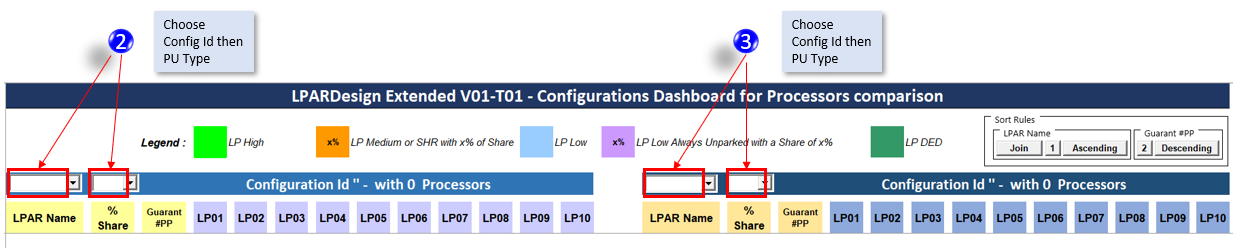 2
Choose
Config Id then
PU Type
3
Choose
Config Id then
PU Type
LPARDesign Extended V01-T01 - Configurations Dashboard for Processors comparison
Legend :
LP High
x%
LP Medium or SHR with x% of Share
LP Low
x%
LP Low Always Unparked with a Share of x%
LP DED
Sort Rules
LPAR Name
Join 1 Ascending
Guarant #PP
2 Descending
Configuration Id '' - with 0 Processors
Configuration Id '' - with 0 Processors
LPAR Name
%
Share
Guarant
#PP
LP01 LP02 LP03 LP04 LP05 LP06 LP07 LP08 LP09 LP10
LPAR Name
%
Share
Guarant
#PP
LP01 LP02 LP03 LP04 LP05 LP06 LP07 LP08 LP09 LP10